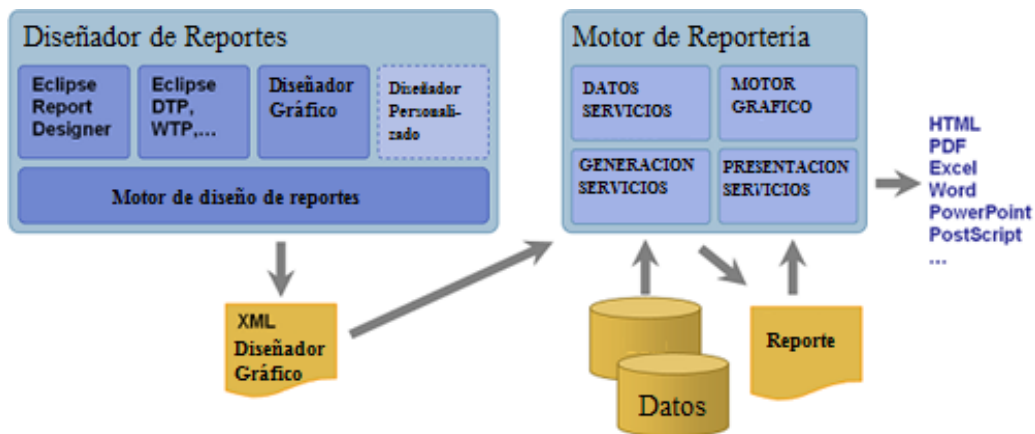 Diseñador de Reportes
Eclipse
Report
Designer
Eclipse
DTP,
WTP,...
Diseñador
Gráfico
Diseñador
Personali-
zado
Motor de diseño de reportes
Motor de Reporteria
DATOS
SERVICIOS
MOTOR
GRAFICO
GENERACION
SERVICIOS
PRESENTACION
SERVICIOS
HTML
PDF
Excel
Word
PowerPoint
PostScript
...
XML
Diseñador
Gráfico
Datos
Reporte